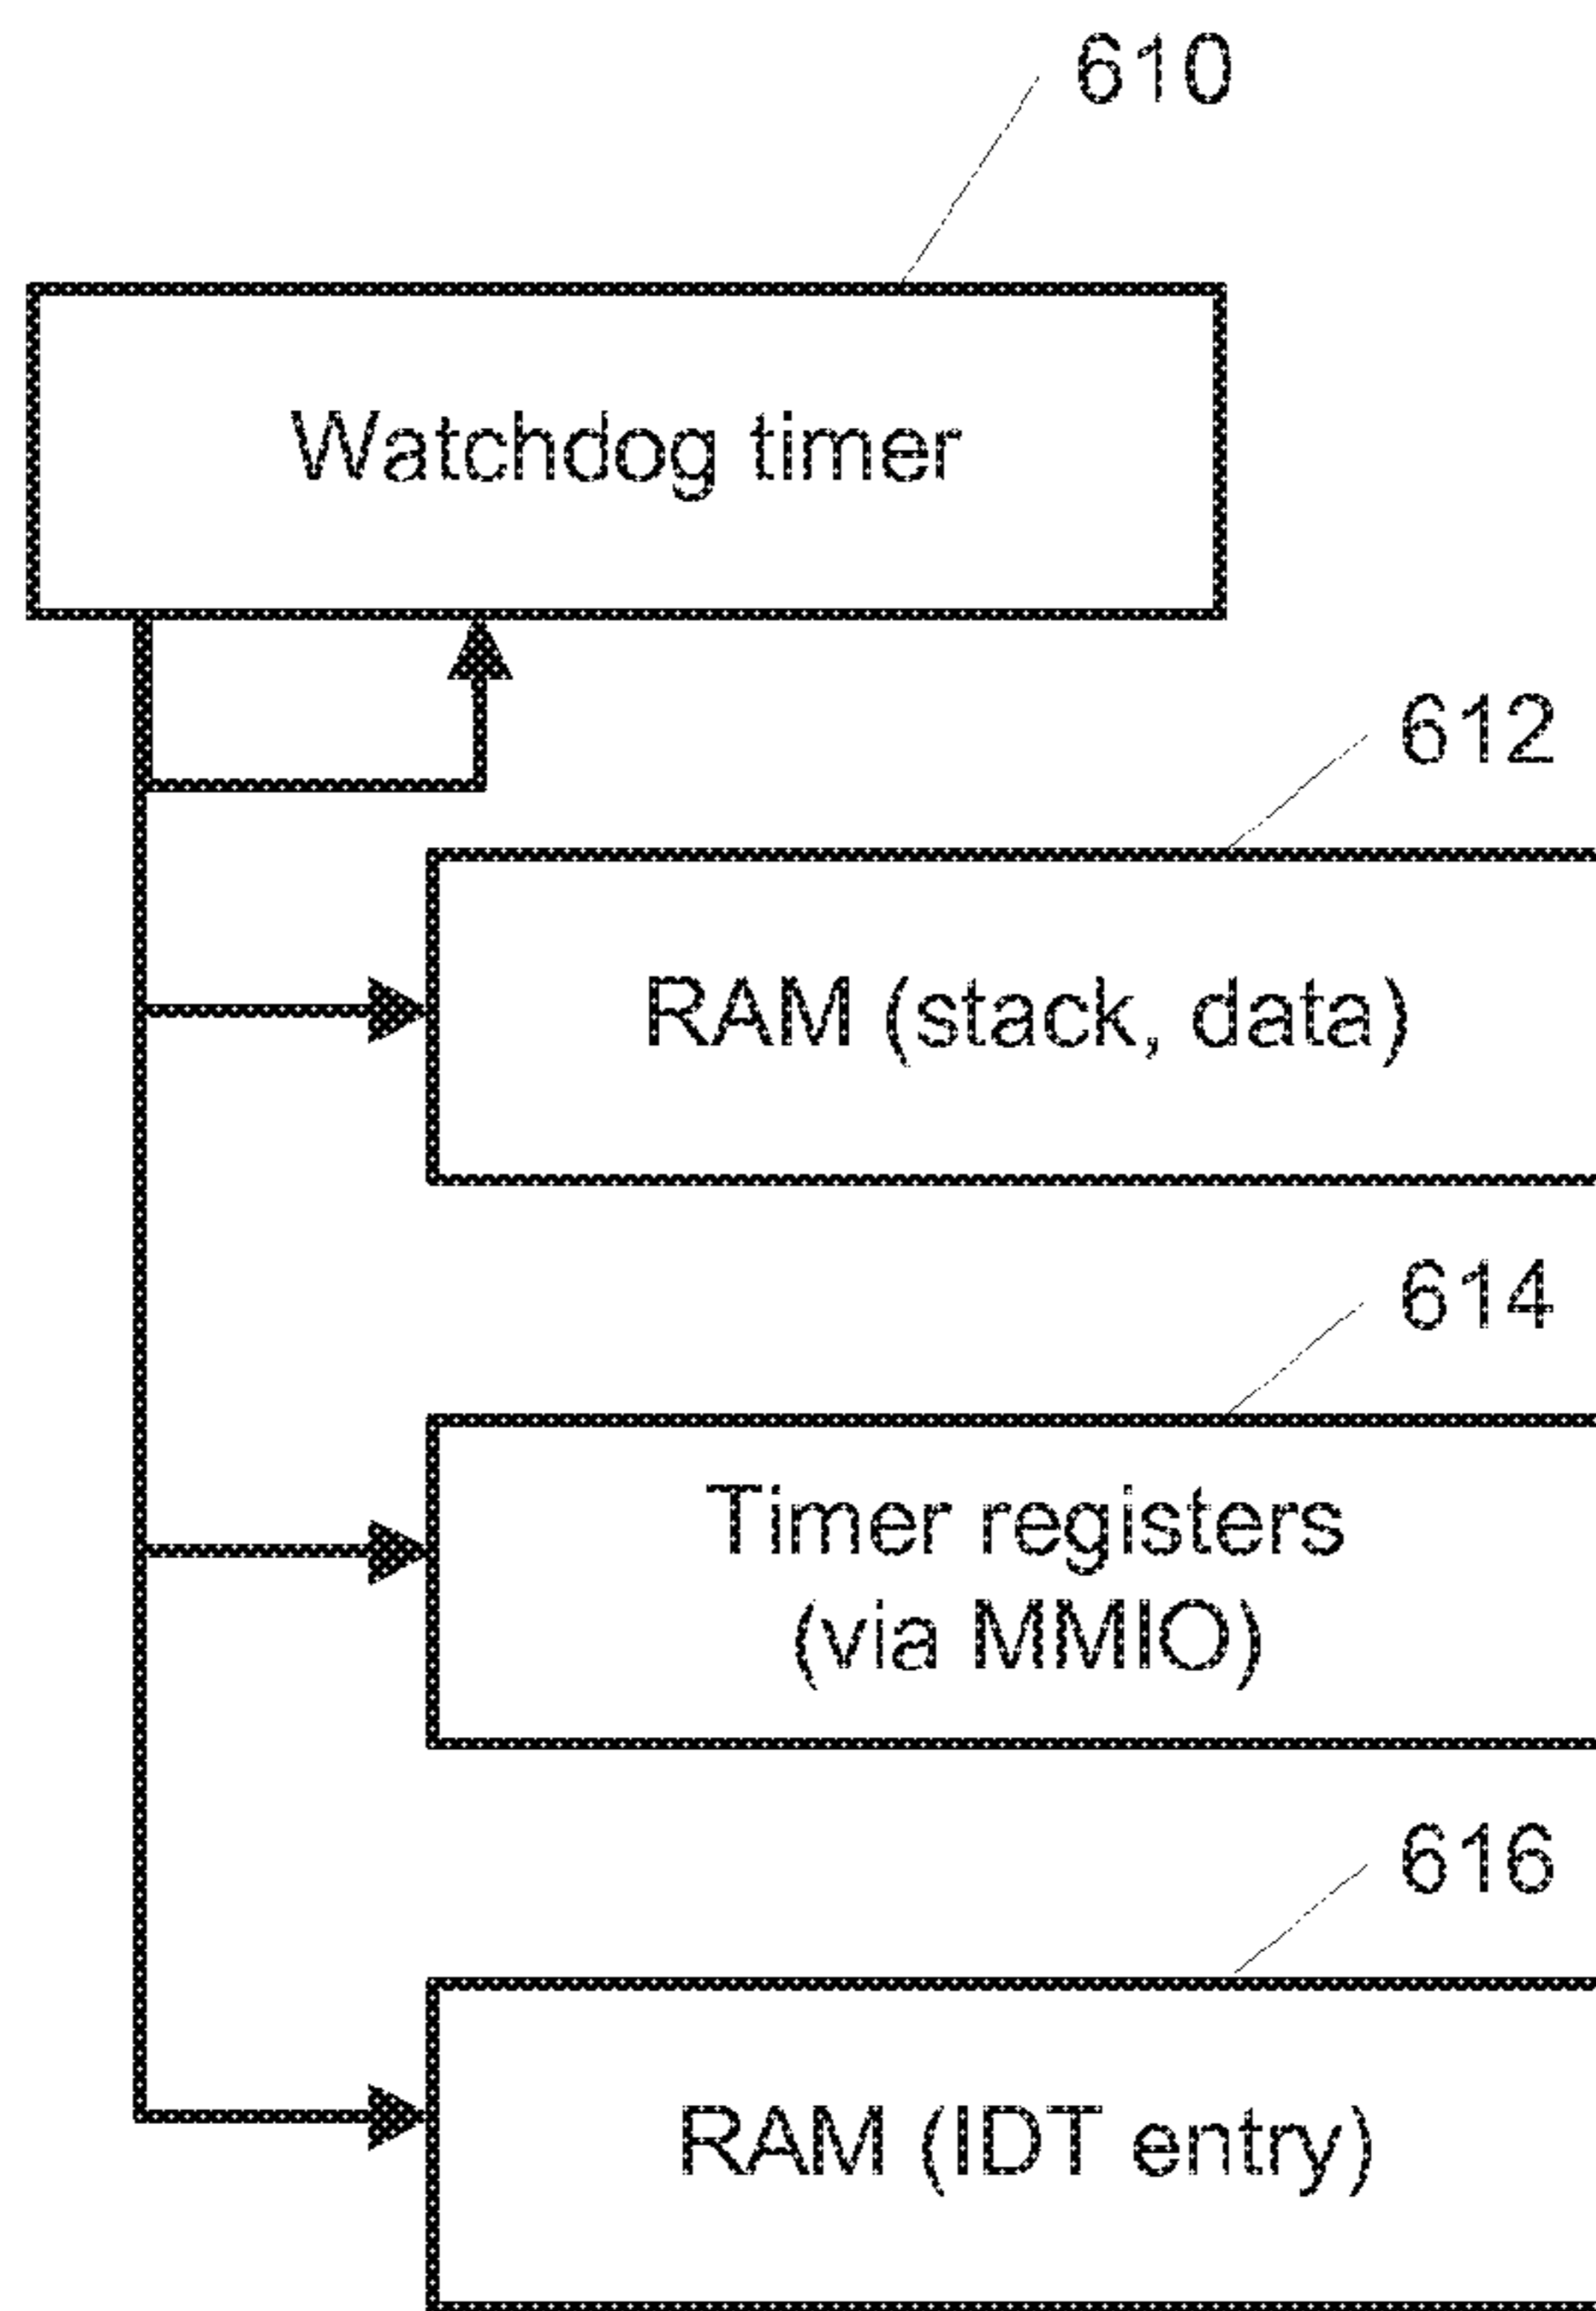 610
Watchdog timer
612
RAM (stack, data)
614
Timer registers
(via MMIO)
616
RAM (IDT entry)